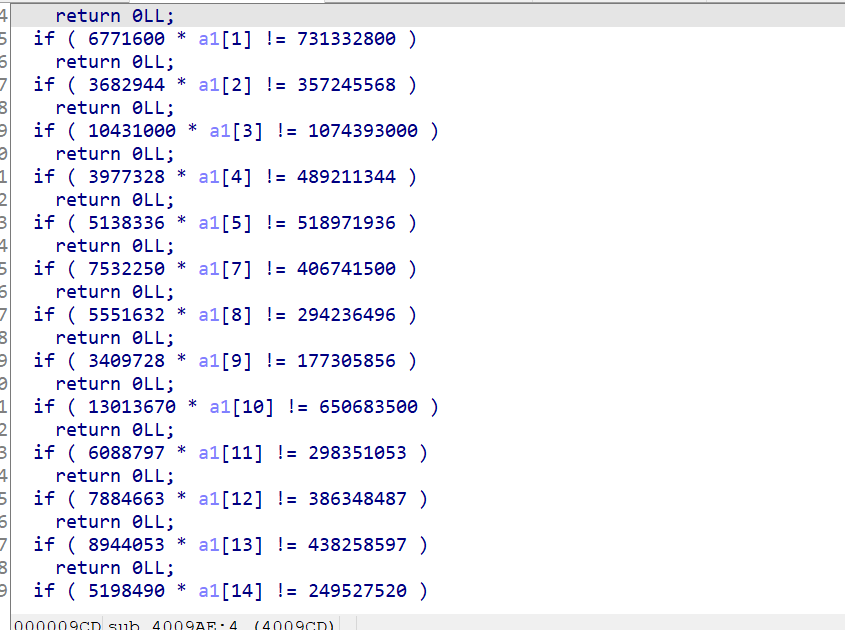 4 return 0LL;
5 if ( 6771600 * a1[1] != 731332800 )
6 return 0LL;
7 if ( 3682944 * a1[2] != 357245568 )
8 return 0LL;
9 if ( 10431000 * a1[3] != 1074393000 )
0 return 0LL;
1 if ( 3977328 * a1[4] != 489211344 )
2 return 0LL;
3 if ( 5138336 * a1[5] != 518971936 )
4 return 0LL;
5 if ( 7532250 * a1[7] != 406741500 )
6 return 0LL;
7 if ( 5551632 * a1[8] != 294236496 )
8 return 0LL;
9 if ( 3409728 * a1[9] != 177305856 )
0 return 0LL;
1 if ( 13013670 * a1[10] != 650683500 )
2 return 0LL;
3 if ( 6088797 * a1[11] != 298351053 )
4 return 0LL;
5 if ( 7884663 * a1[12] != 386348487 )
6 return 0LL;
7 if ( 8944053 * a1[13] != 438258597 )
8 return 0LL;
9 if ( 5198490 * a1[14] != 249527520 )
000009CD sub_4009AE:4 (4009CD)